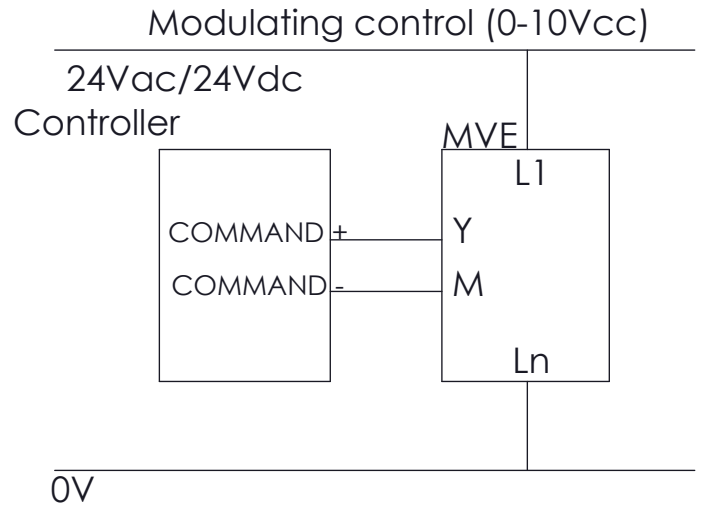 Modulating control (0-10Vcc)
24Vac/24Vdc
Controller
MVE
L1
COMMAND +
Y
COMMAND -
M
Ln
0V